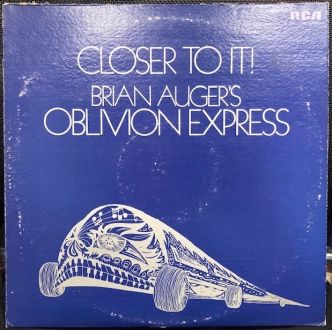 RCA
CLOSER TO IT!
BRIAN AUGER'S
OBLIVION EXPRESS